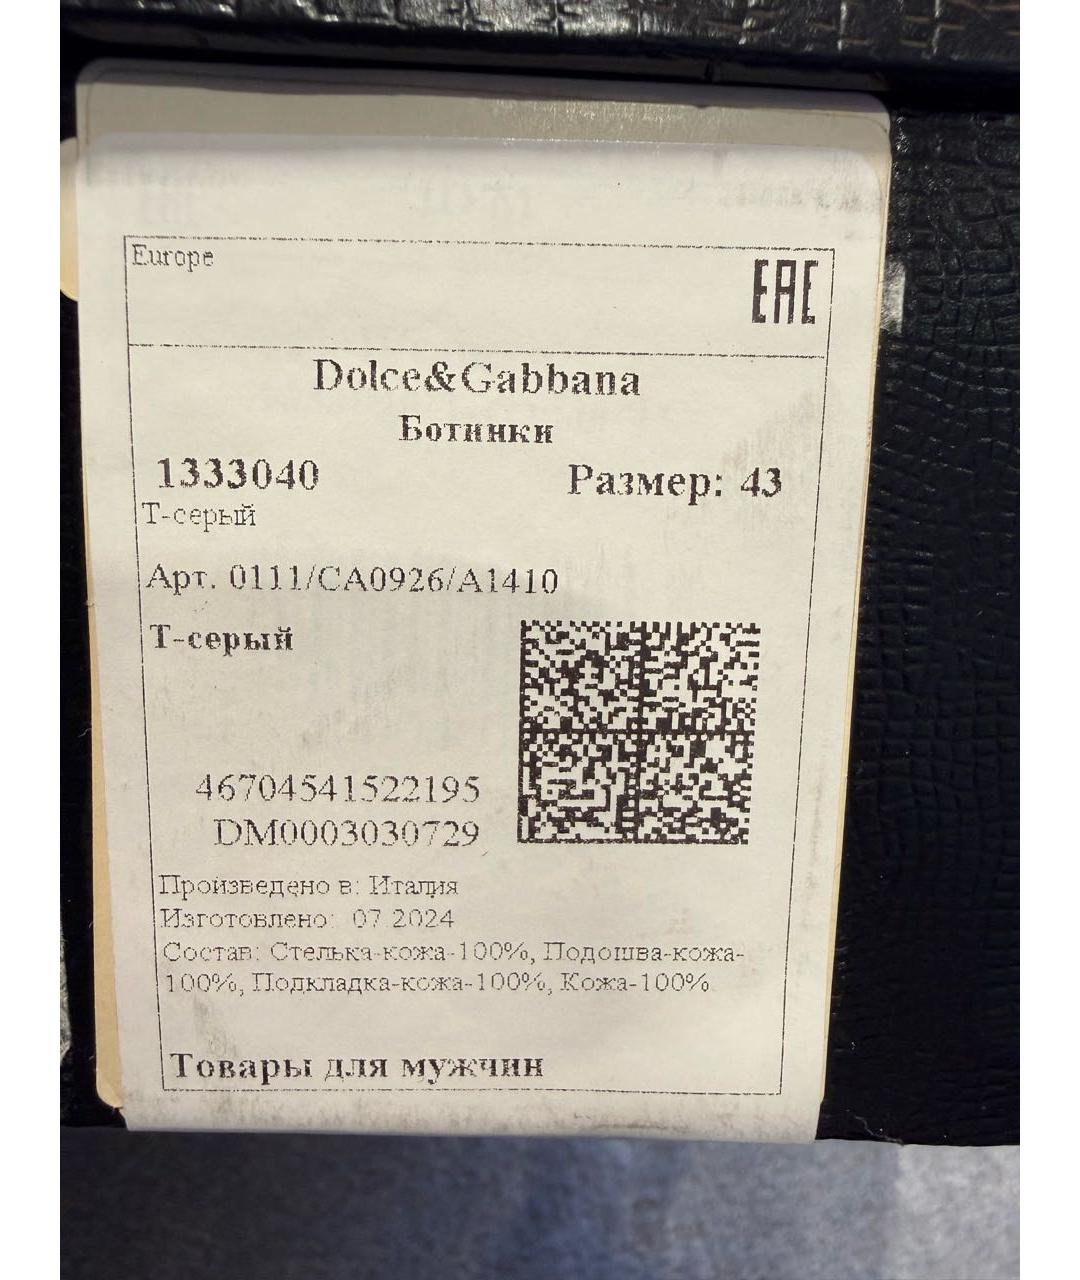 Europe
EAC
Dolce&Gabbana
Ботинки
1333040 Размер: 43
Т-серый
Арт. 0111/CA0926/A1410
Т-серый
46704541522195
DM0003030729
Произведено в: Италия
Изготовлено: 07 2024
Состав: Стелька-кожа-100%, Подошва-кожа-
100%, Подкладка-кожа-100%, Кожа-100%
Товары для мужчин